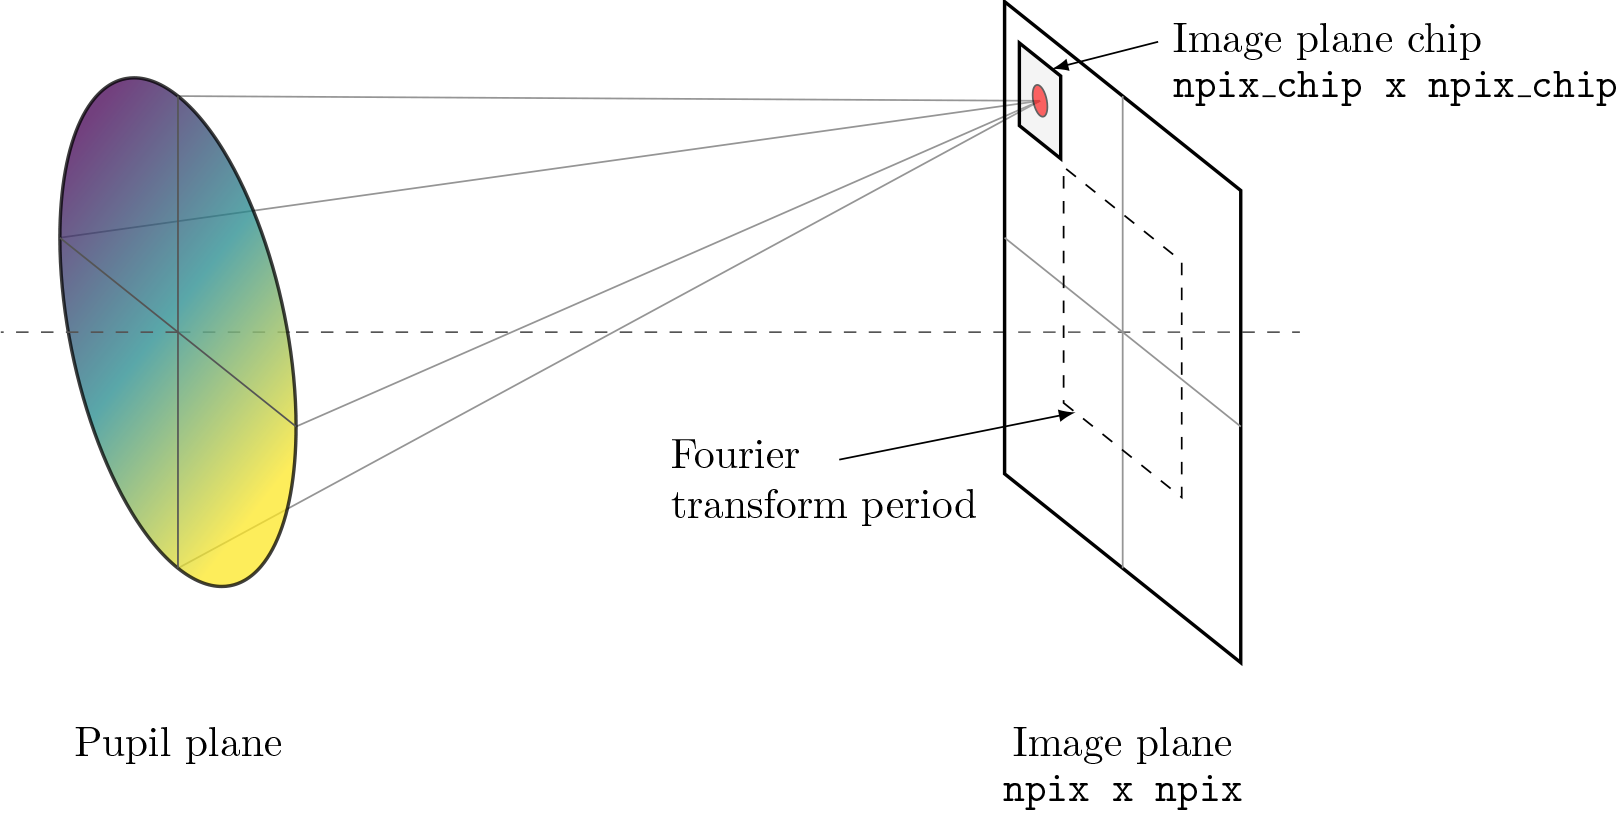 Image plane chip
npix_chip x npix_chip
Fourier
transform period
Pupil plane
Image plane
npix x npix